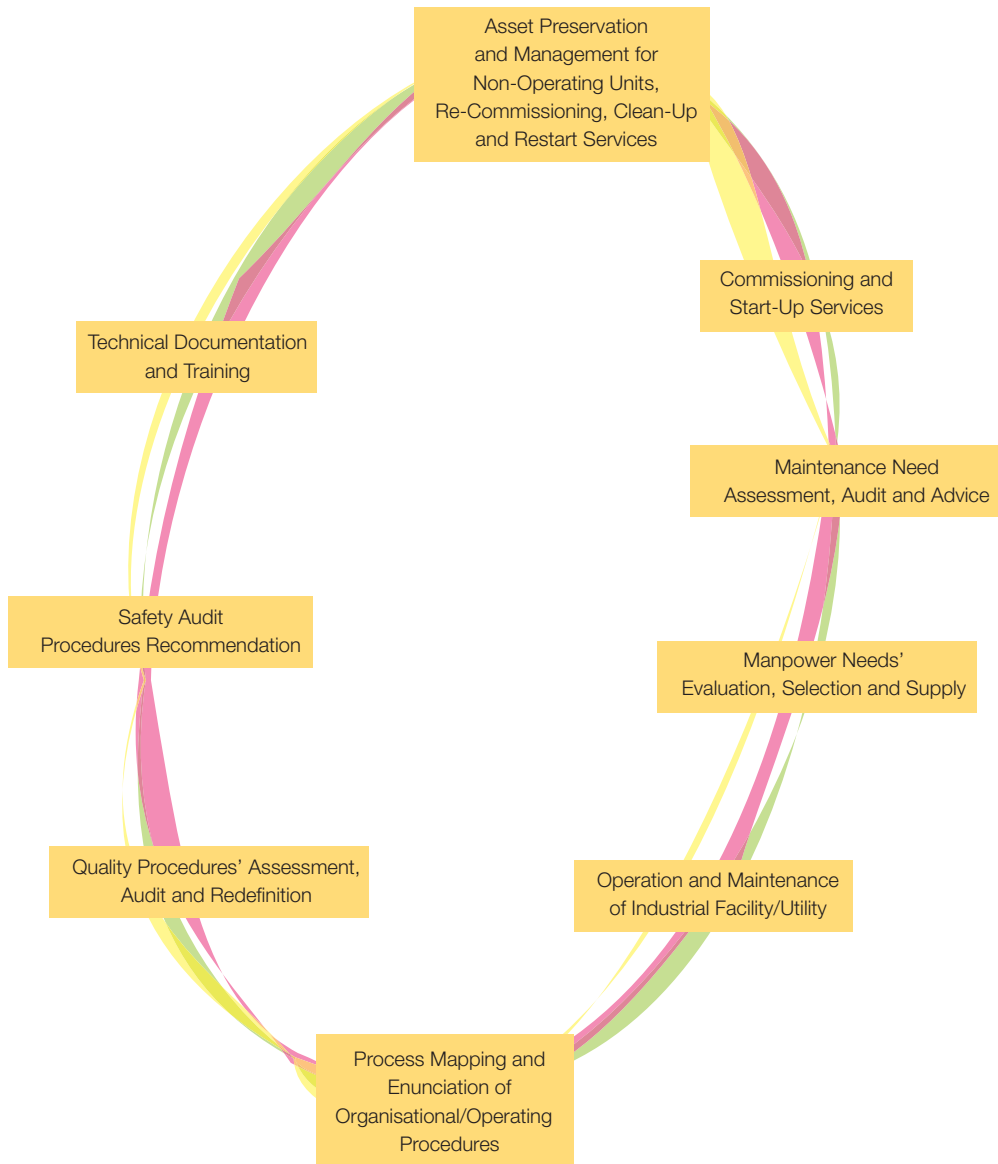 Asset Preservation
and Management for
Non-Operating Units,
Re-Commissioning, Clean-Up
and Restart Services
Commissioning and
Start-Up Services
Technical Documentation
and Training
Maintenance Need
Assessment, Audit and Advice
Safety Audit
Procedures Recommendation
Manpower Needs’
Evaluation, Selection and Supply
Quality Procedures’ Assessment,
Audit and Redefinition
Operation and Maintenance
of Industrial Facility/Utility
Process Mapping and
Enunciation of
Organisational/Operating
Procedures